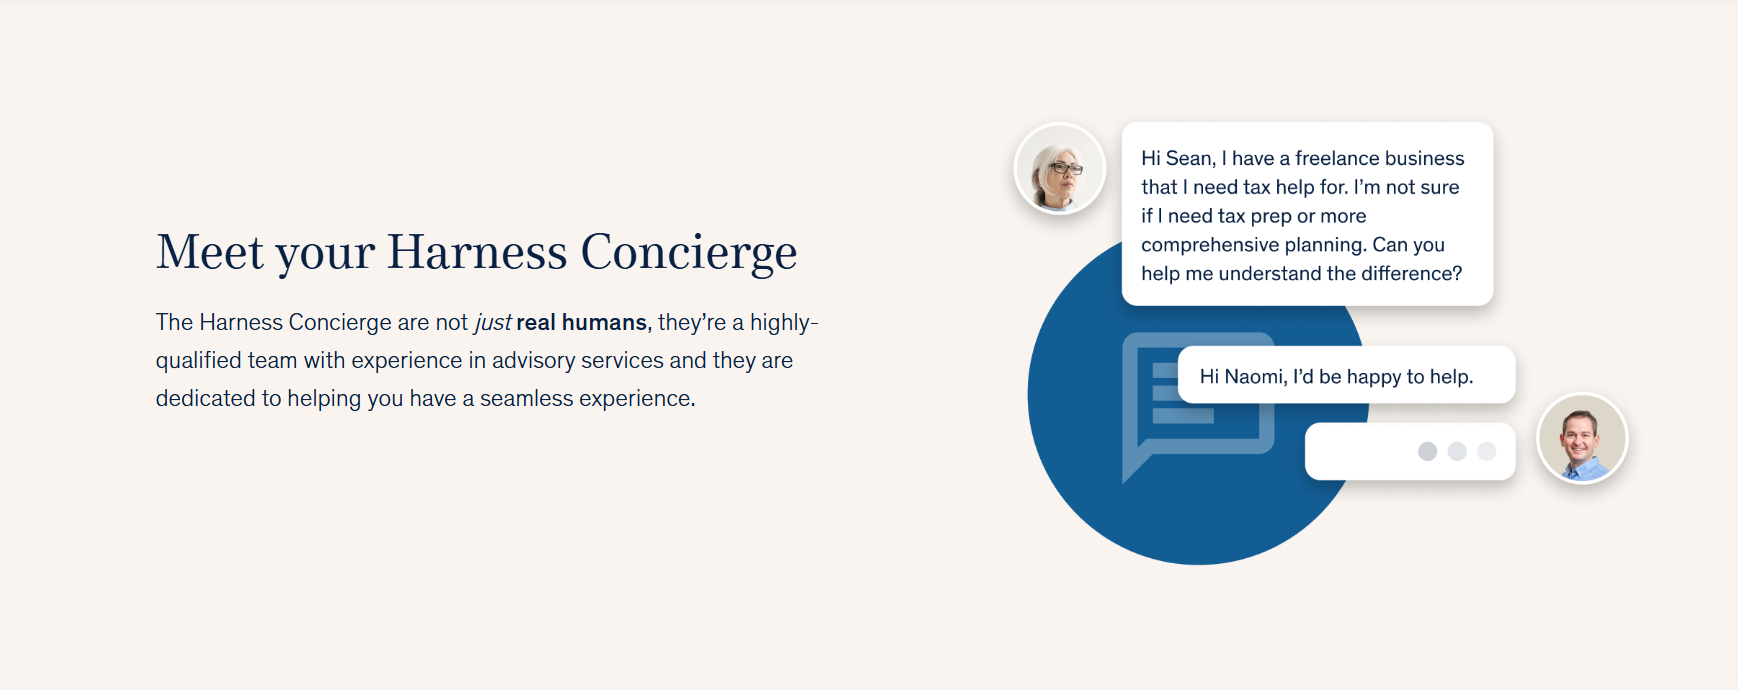 Meet your Harness Concierge
The Harness Concierge are not just real humans, they’re a highly-
qualified team with experience in advisory services and they are
dedicated to helping you have a seamless experience.
Hi Sean, I have a freelance business
that I need tax help for. I’m not sure
if I need tax prep or more
comprehensive planning. Can you
help me understand the difference?
Hi Naomi, I’d be happy to help.